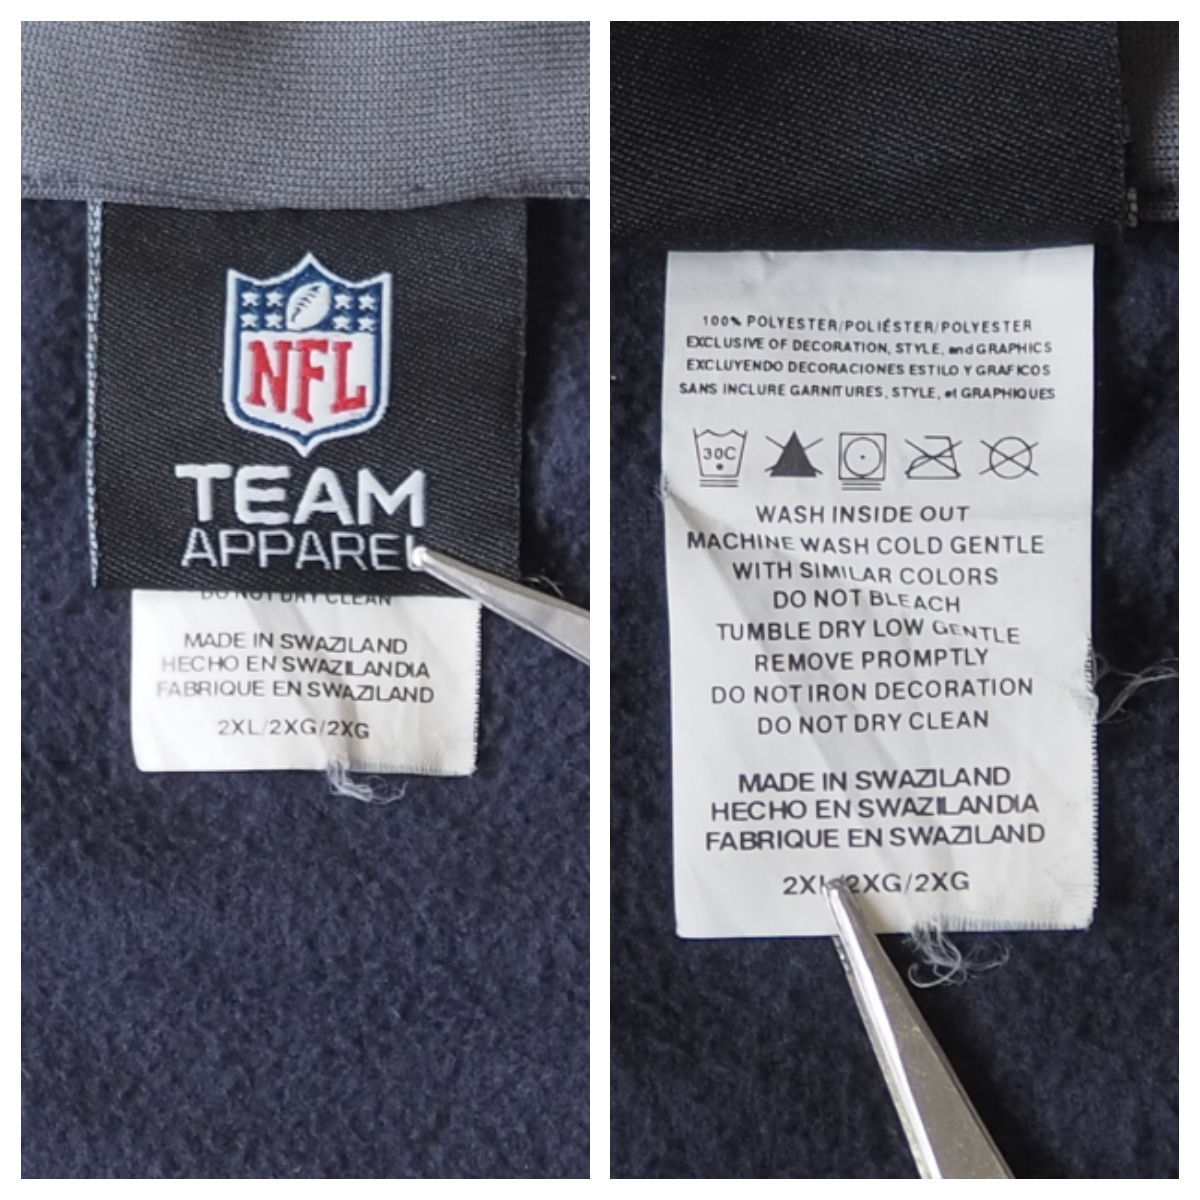 NFL
TEAM
APPAREL
DO NOT DRY CLEAN
MADE IN SWAZILAND
HECHO EN SWAZILANDIA
FABRIQUE EN SWAZILAND
2XL/2XG/2XG
100% POLYESTER/POLIÉSTER/POLYESTER
EXCLUSIVE OF DECORATION, STYLE, and GRAPHICS
EXCLUYENDO DECORACIONES ESTILO Y GRAFICOS
SANS INCLURE GARNITURES, STYLE, et GRAPHIQUES
30C
WASH INSIDE OUT
MACHINE WASH COLD GENTLE
WITH SIMILAR COLORS
DO NOT BLEACH
TUMBLE DRY LOW GENTLE
REMOVE PROMPTLY
DO NOT IRON DECORATION
DO NOT DRY CLEAN
MADE IN SWAZILAND
HECHO EN SWAZILANDIA
FABRIQUE EN SWAZILAND
2XL/2XG/2XG